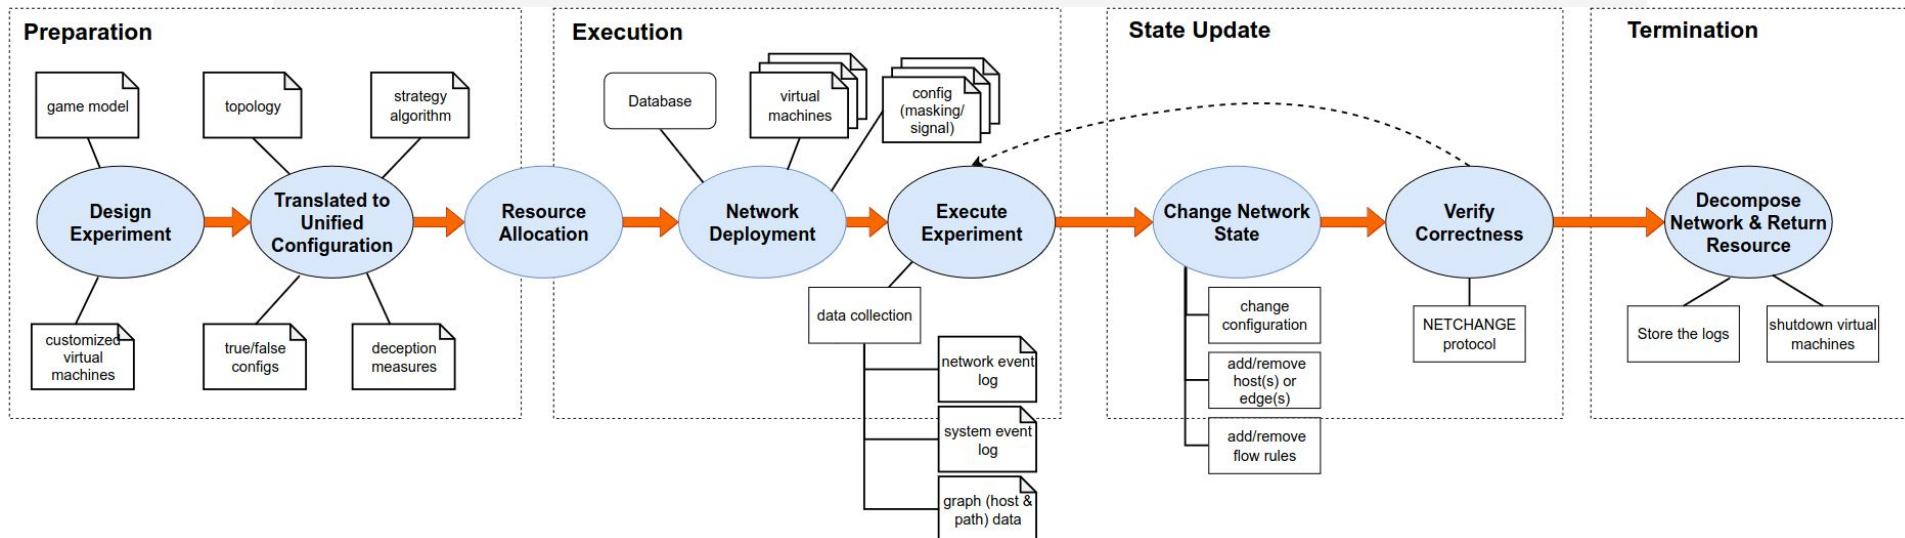 Preparation
Execution
State Update
Termination
game model
topology
strategy
algorithm
Database
virtual
machines
config
(masking/
signal)
Design
Experiment
Translated to
Unified
Configuration
Resource
Allocation
Network
Deployment
Execute
Experiment
Change Network
State
Verify
Correctness
Decompose
Network & Return
Resource
customized
virtual
machines
true/false
configs
deception
measures
data collection
network event
log
system event
log
graph (host &
path) data
change
configuration
add/remove
host(s) or
edge(s)
add/remove
flow rules
NETCHANGE
protocol
Store the logs
shutdown virtual
machines